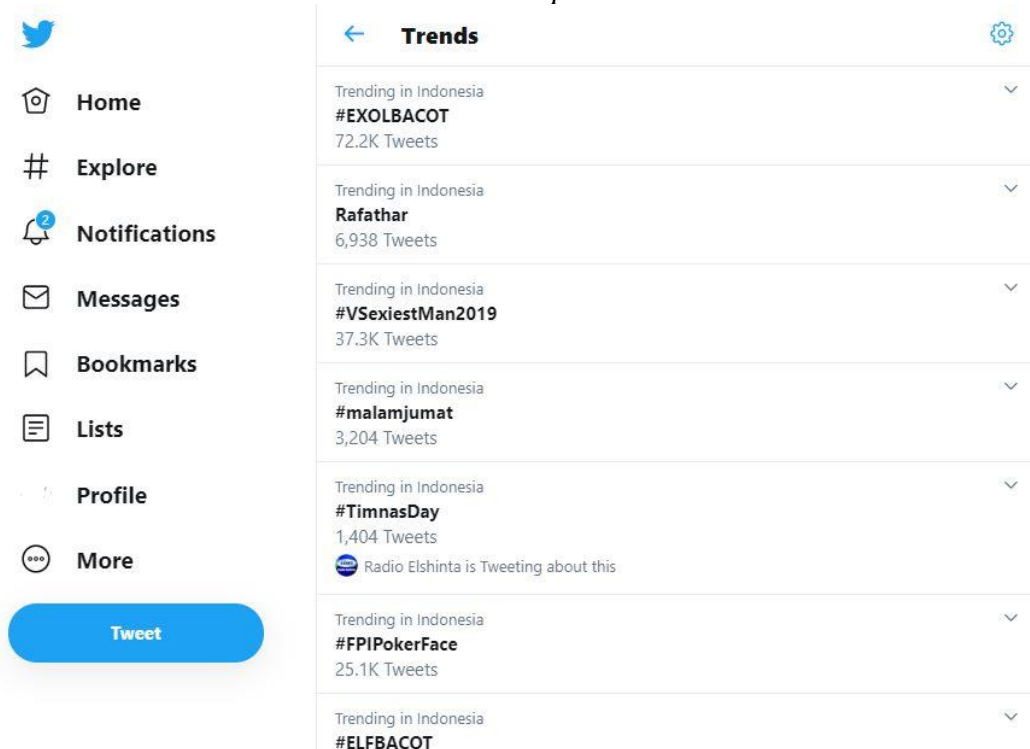 Home
Explore
2
Notifications
Messages
Bookmarks
Lists
Profile
More
Tweet
Trends
Trending in Indonesia
#EXOLBACOT
72.2K Tweets
Trending in Indonesia
Rafathar
6,938 Tweets
Trending in Indonesia
#VSexiestMan2019
37.3K Tweets
Trending in Indonesia
#malamjumat
3,204 Tweets
Trending in Indonesia
#TimnasDay
1,404 Tweets
Radio Elshinta is Tweeting about this
Trending in Indonesia
#FPIPokerFace
25.1K Tweets
Trending in Indonesia
#ELFBACOT